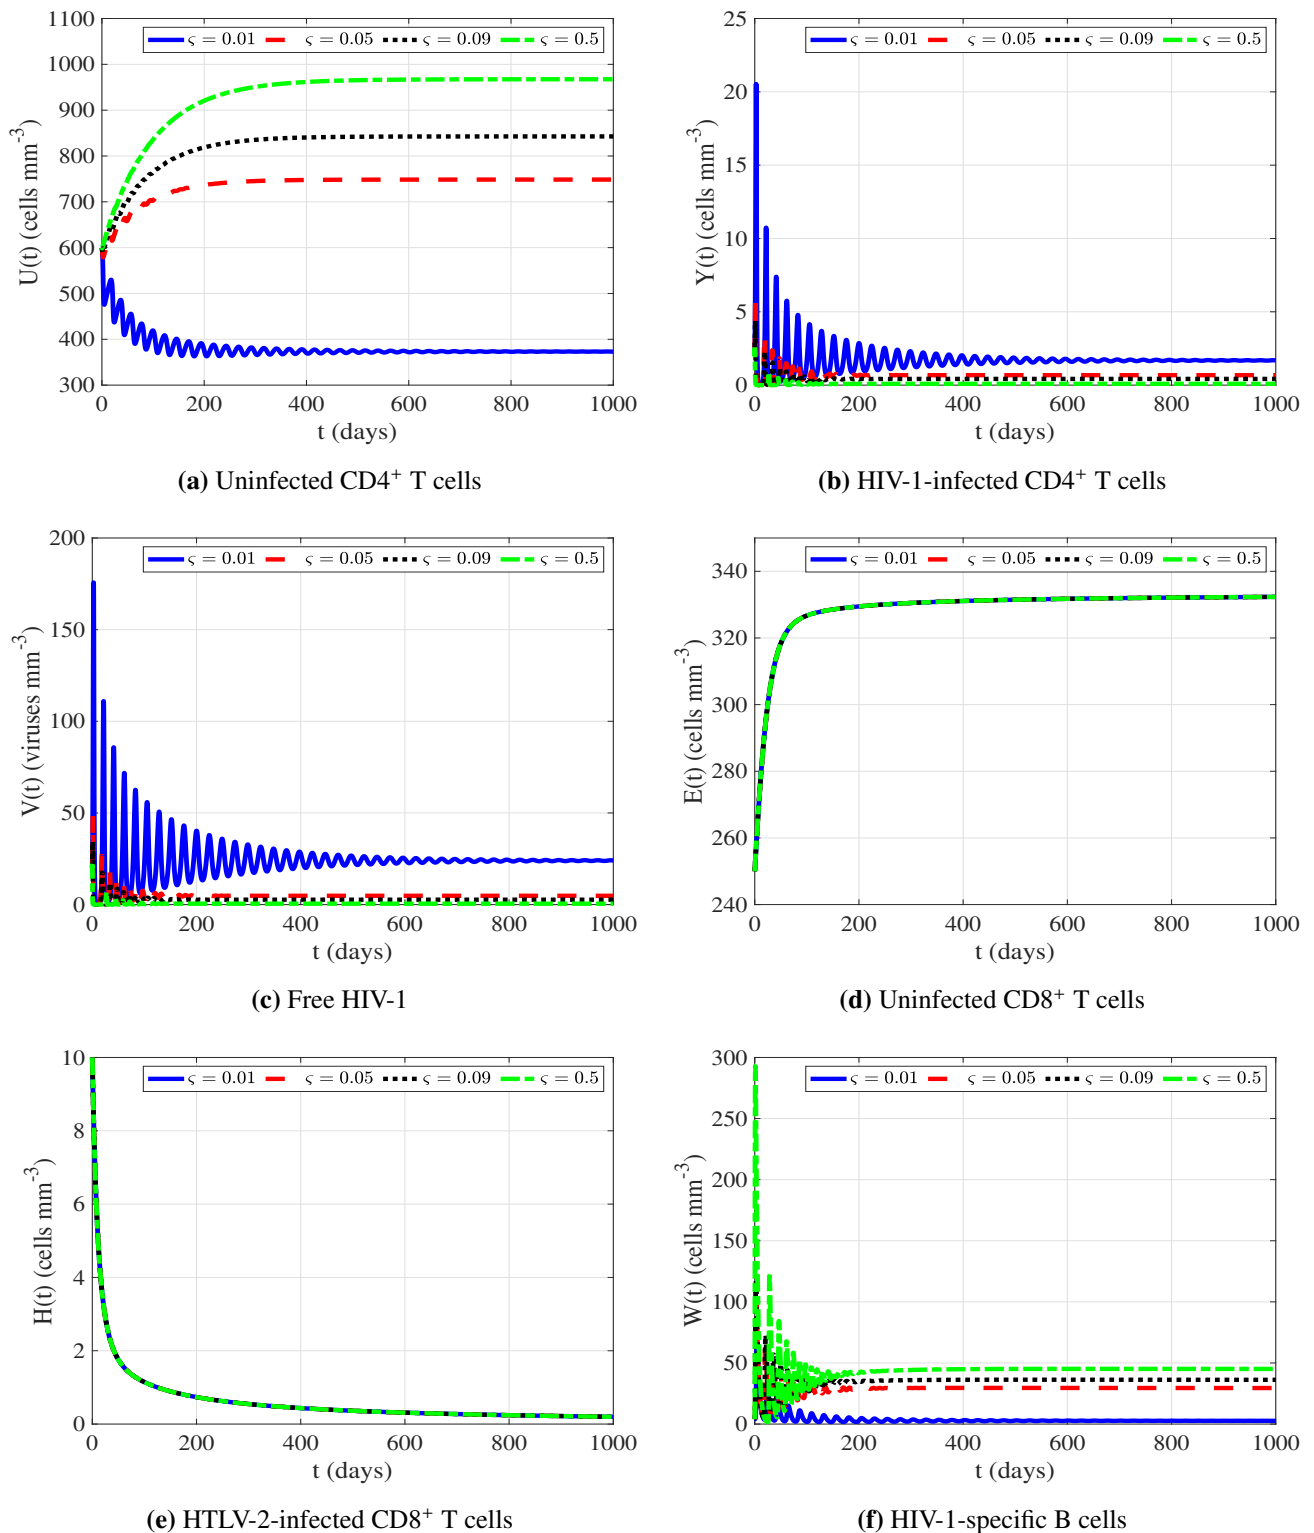 1100
1000
900
800
700
600
500
400
300
U(t) (cells mm⁻³)
ς = 0.01 ς = 0.05 ς = 0.09 ς = 0.5
0 200 400 600 800 1000
t (days)
(a) Uninfected CD4⁺ T cells
25
20
15
10
5
0
Y(t) (cells mm⁻³)
ς = 0.01 ς = 0.05 ς = 0.09 ς = 0.5
0 200 400 600 800 1000
t (days)
(b) HIV-1-infected CD4⁺ T cells
200
150
100
50
0
V(t) (viruses mm⁻³)
ς = 0.01 ς = 0.05 ς = 0.09 ς = 0.5
0 200 400 600 800 1000
t (days)
(c) Free HIV-1
340
320
300
280
260
240
E(t) (cells mm⁻³)
ς = 0.01 ς = 0.05 ς = 0.09 ς = 0.5
0 200 400 600 800 1000
t (days)
(d) Uninfected CD8⁺ T cells
10
8
6
4
2
0
H(t) (cells mm⁻³)
ς = 0.01 ς = 0.05 ς = 0.09 ς = 0.5
0 200 400 600 800 1000
t (days)
(e) HTLV-2-infected CD8⁺ T cells
300
250
200
150
100
50
0
W(t) (cells mm⁻³)
ς = 0.01 ς = 0.05 ς = 0.09 ς = 0.5
0 200 400 600 800 1000
t (days)
(f) HIV-1-specific B cells